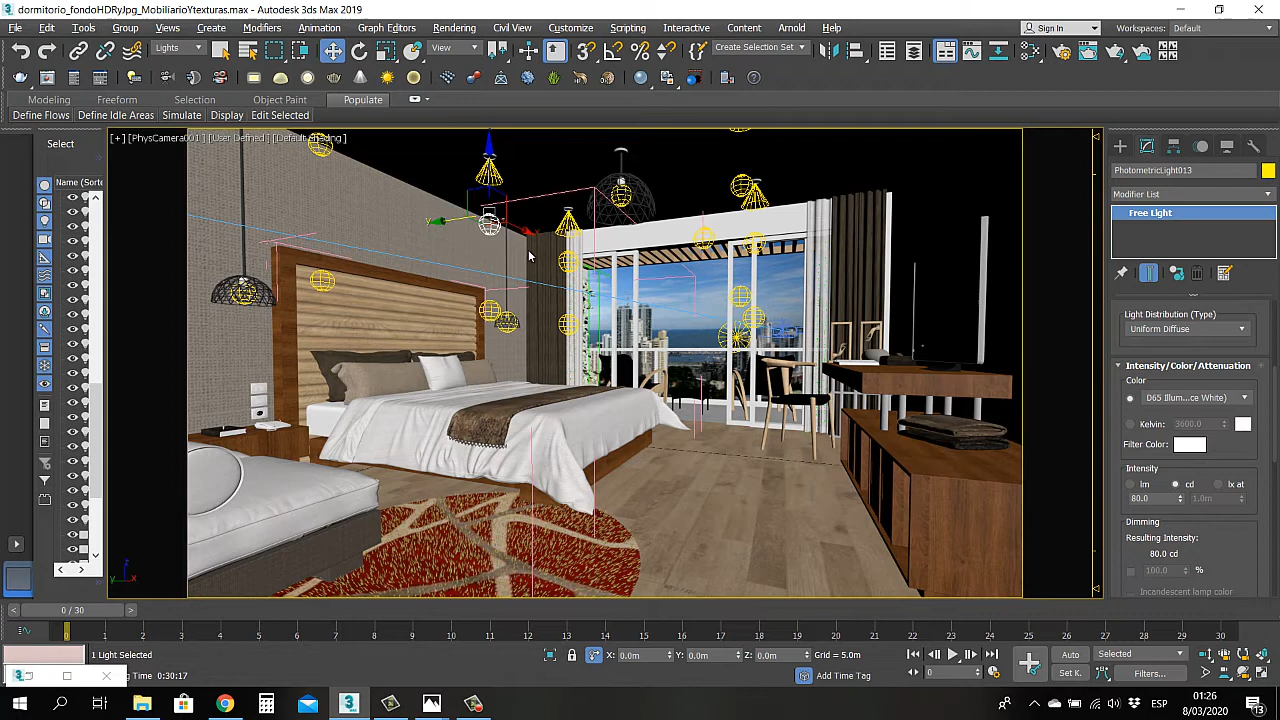 dormitorio_fondoHDRyJpg_MobiliarioYtexturas.max - Autodesk 3ds Max 2019
File Edit Tools Group Views Create Modifiers Animation Graph Editors Rendering Civil View Customize Scripting Interactive Content Arnold Help
Sign In
Workspaces: Default
Lights
View
Create Selection Set
Modeling Freeform Selection Object Paint Populate
Define Flows Define Idle Areas Simulate Display Edit Selected
Select
Name (Sorte
[+] [PhysCamera001] [User Defined] [Default Shading]
z
y
x
PhotometricLight013
Modifier List
Free Light
Light Distribution (Type)
Uniform Diffuse
Intensity/Color/Attenuation
Color
D65 Illum...ce White)
Kelvin: 3600.0
Filter Color:
Intensity
lm cd lx at
80.0 1.0m
Dimming
Resulting Intensity:
80.0 cd
100.0 %
Incandescent lamp color
0 / 30
0 1 2 3 4 5 6 7 8 9 10 11 12 13 14 15 16 17 18 19 20 21 22 23 24 25 26 27 28 29 30
1 Light Selected
X: 0.0m Y: 0.0m Z: 0.0m Grid = 5.0m
Auto
Selected
ng Time 0:30:17
Add Time Tag
0
Set K.
Filters...
ESP
01:26
8/03/2020
13